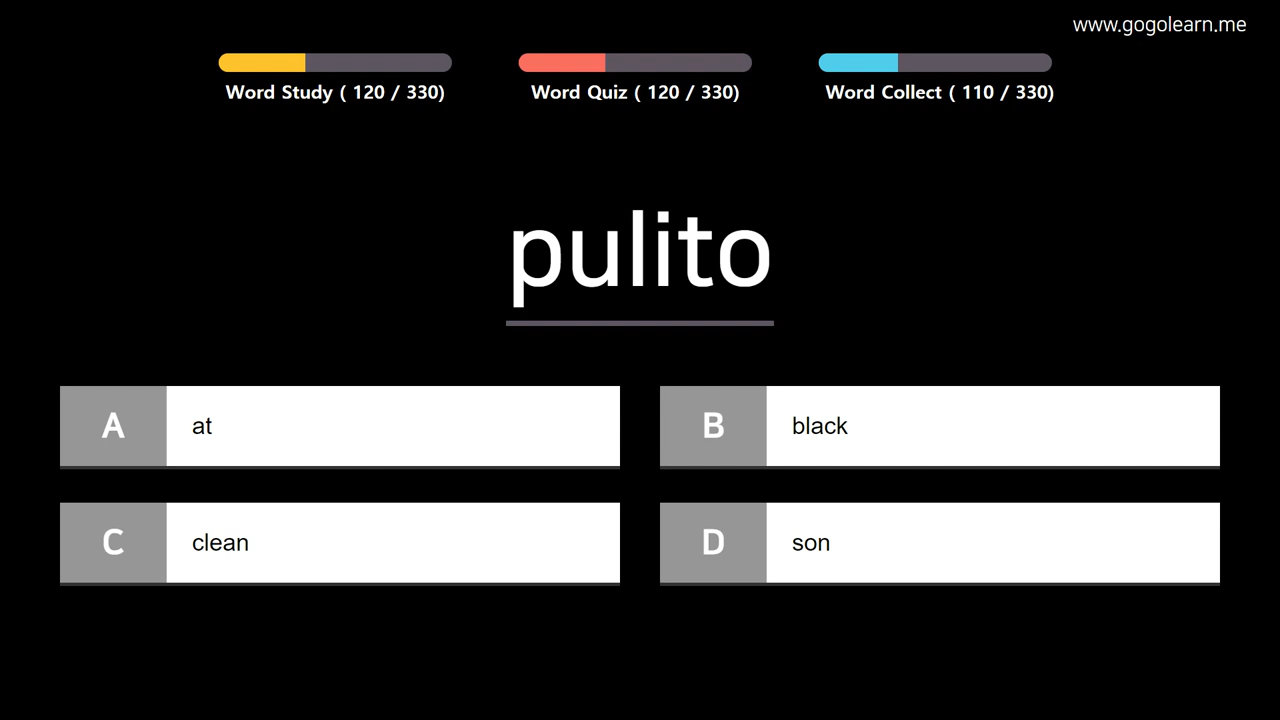 www.gogolearn.me
Word Study ( 120 / 330)
Word Quiz ( 120 / 330)
Word Collect ( 110 / 330)
pulito
A
at
B
black
C
clean
D
son